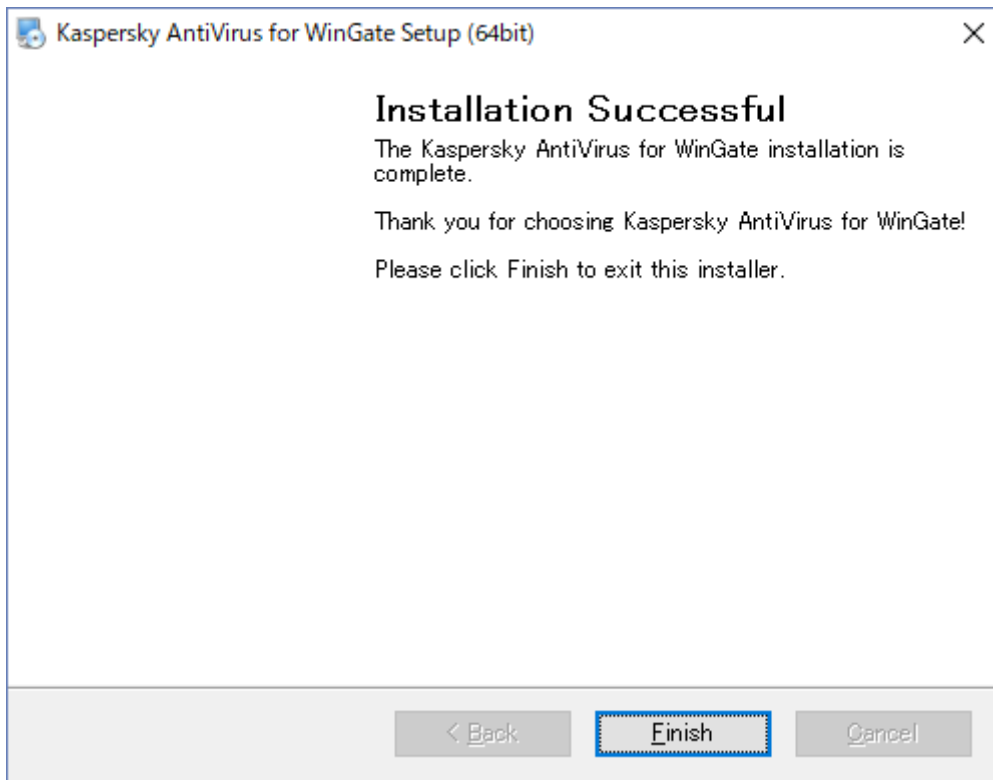 Kaspersky AntiVirus for WinGate Setup (64bit)
Installation Successful
The Kaspersky AntiVirus for WinGate installation is
complete.
Thank you for choosing Kaspersky AntiVirus for WinGate!
Please click Finish to exit this installer.
< Back
Finish
Cancel